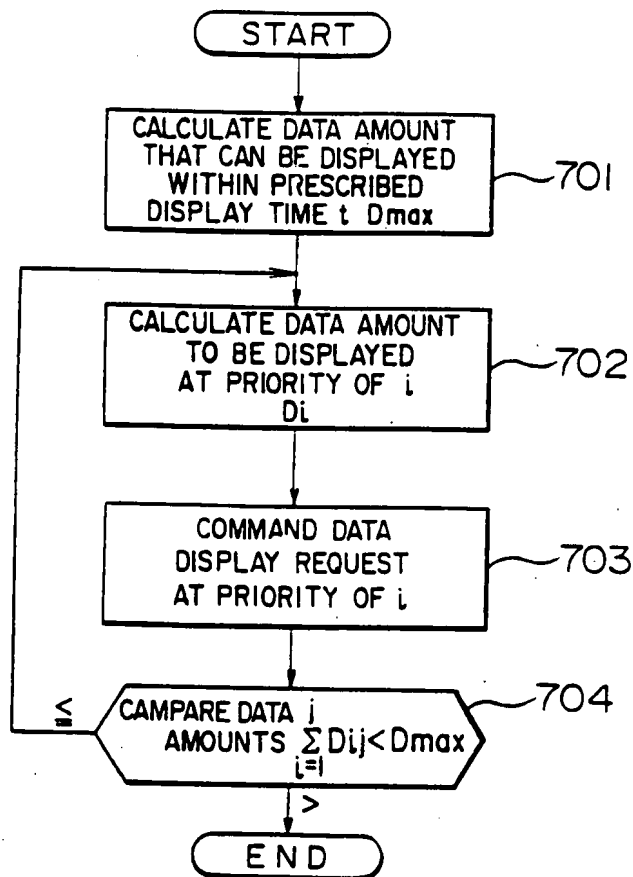 START
CALCULATE DATA AMOUNT
THAT CAN BE DISPLAYED
WITHIN PRESCRIBED
DISPLAY TIME t Dmax
701
CALCULATE DATA AMOUNT
TO BE DISPLAYED
AT PRIORITY OF i
Di
702
COMMAND DATA
DISPLAY REQUEST
AT PRIORITY OF i
703
≦
CAMPARE DATA
AMOUNTS j Σ i=1 Dij<Dmax
704
>
END